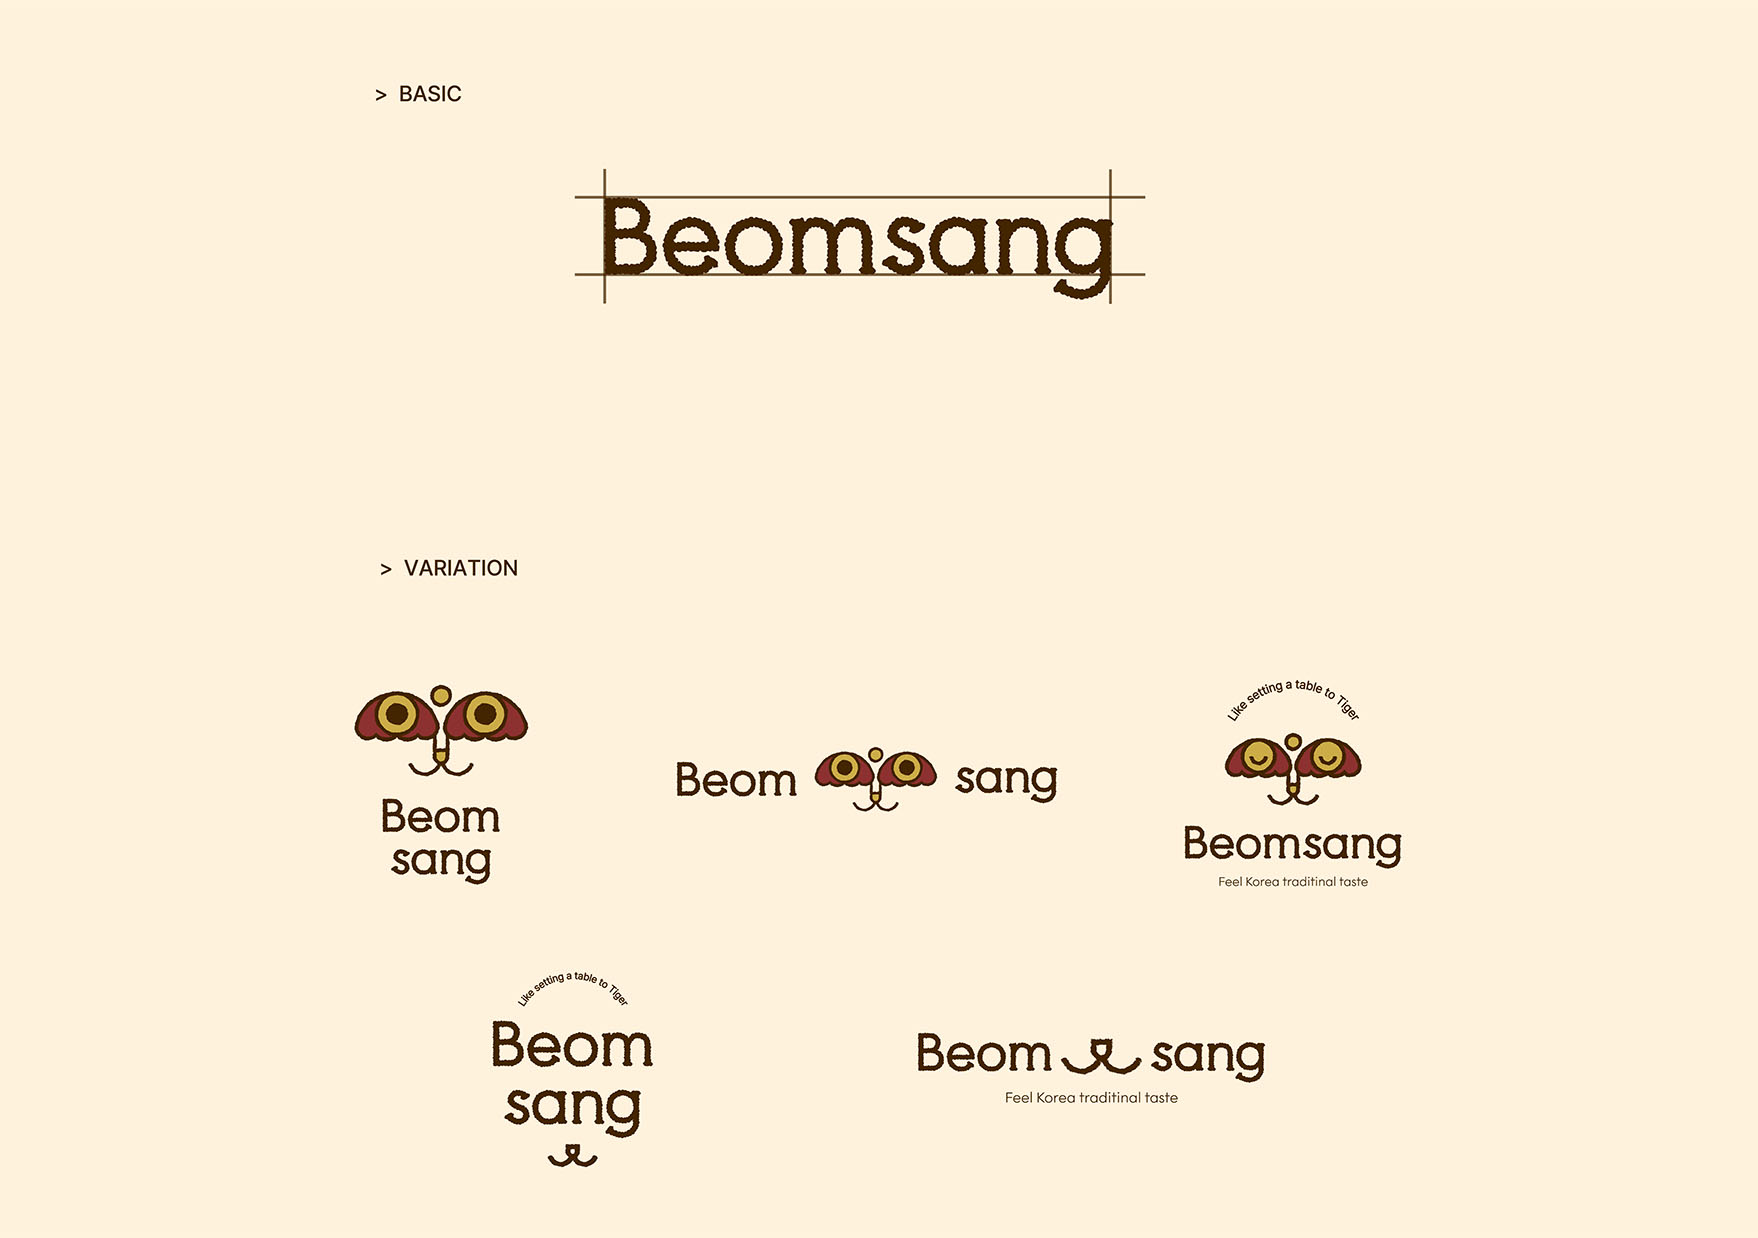 > BASIC
Beomsang
> VARIATION
Beom
sang
Beom sang
Like setting a table to Tiger
Beomsang
Feel Korea traditinal taste
Like setting a table to Tiger
Beom
sang
Beom sang
Feel Korea traditinal taste